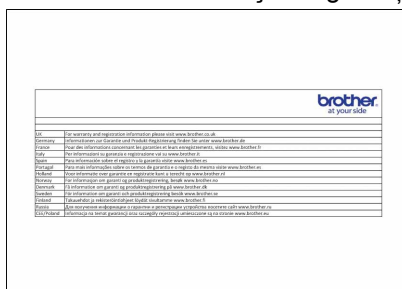 brother
at your side
UK For warranty and registration information please visit www.brother.co.uk
Germany Informationen zur Garantie und Produkt-Registrierung finden Sie unter www.brother.de
France Pour des informations concernant les garanties et leurs enregistrements, visitez www.brother.fr
Italy Per informazioni su garanzia e registrazione vai su www.brother.it
Spain Para información sobre el registro y la garantía visite www.brother.es
Portugal Para mais informações sobre os termos de garantia e o registo da mesma visite www.brother.es
Holland Voor informatie over garantie en registratie kunt u terecht op www.brother.nl
Norway For informasjon om garanti og produktregistrering, besøk www.brother.no
Denmark Få information om garanti og produktregistrering på www.brother.dk
Sweden För information om garanti och produktregistrering besök www.brother.se
Finland Takuuehdot ja rekisteröintiohjeet löydät sivultamme www.brother.fi
Russia Для получения информации о гарантии и регистрации устройства посетите сайт www.brother.ru
CEE/Poland Informacja na temat gwarancji oraz szczegóły rejestracji umieszczone są na stronie www.brother.eu